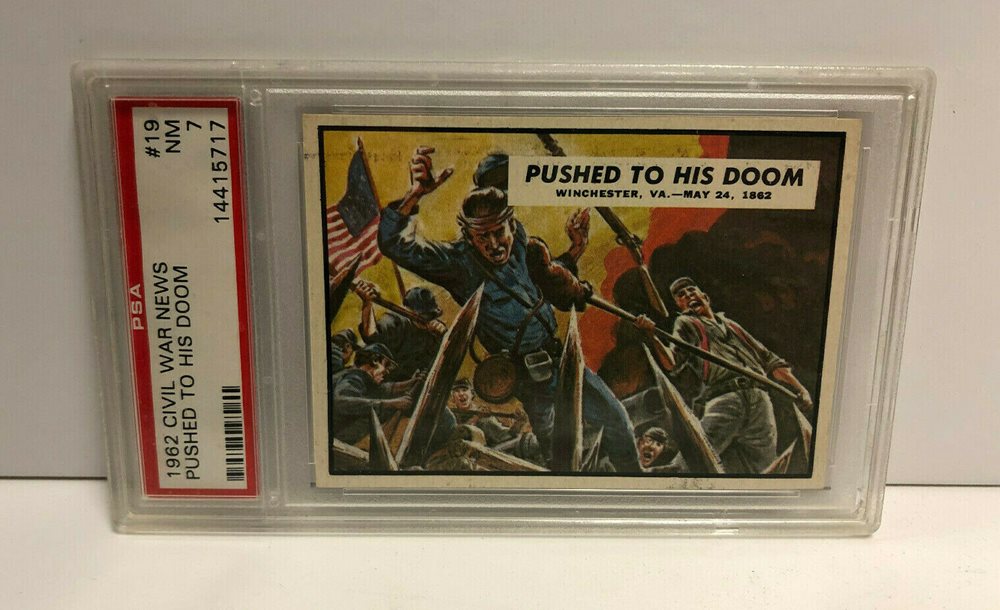 1962 CIVIL WAR NEWS #19
PUSHED TO HIS DOOM NM 7
PSA 14415717
PUSHED TO HIS DOOM
WINCHESTER, VA.—MAY 24, 1862